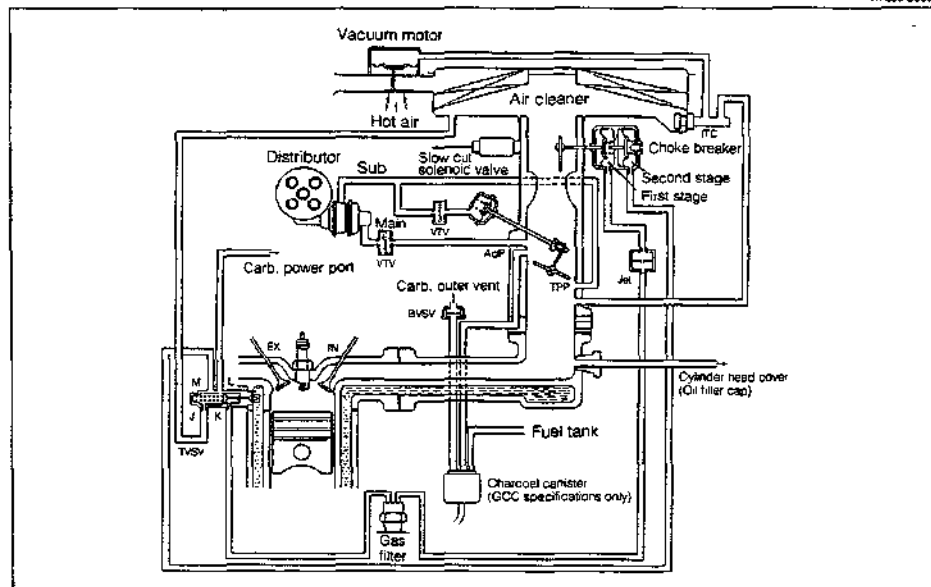 Vacuum motor
Air cleaner
Hot air
ITC
Choke breaker
Slow cut
solenoid valve
Distributor
Sub
Second stage
First stage
VTV
Main
VTV
AdP
Carb. power port
TPP
Jet
Carb. outer vent
BVSV
EX
IN
Cylinder head cover
(Oil filler cap)
M
L
J
K
TVSV
Fuel tank
Charcoal canister
(GCC specifications only)
Gas
filter